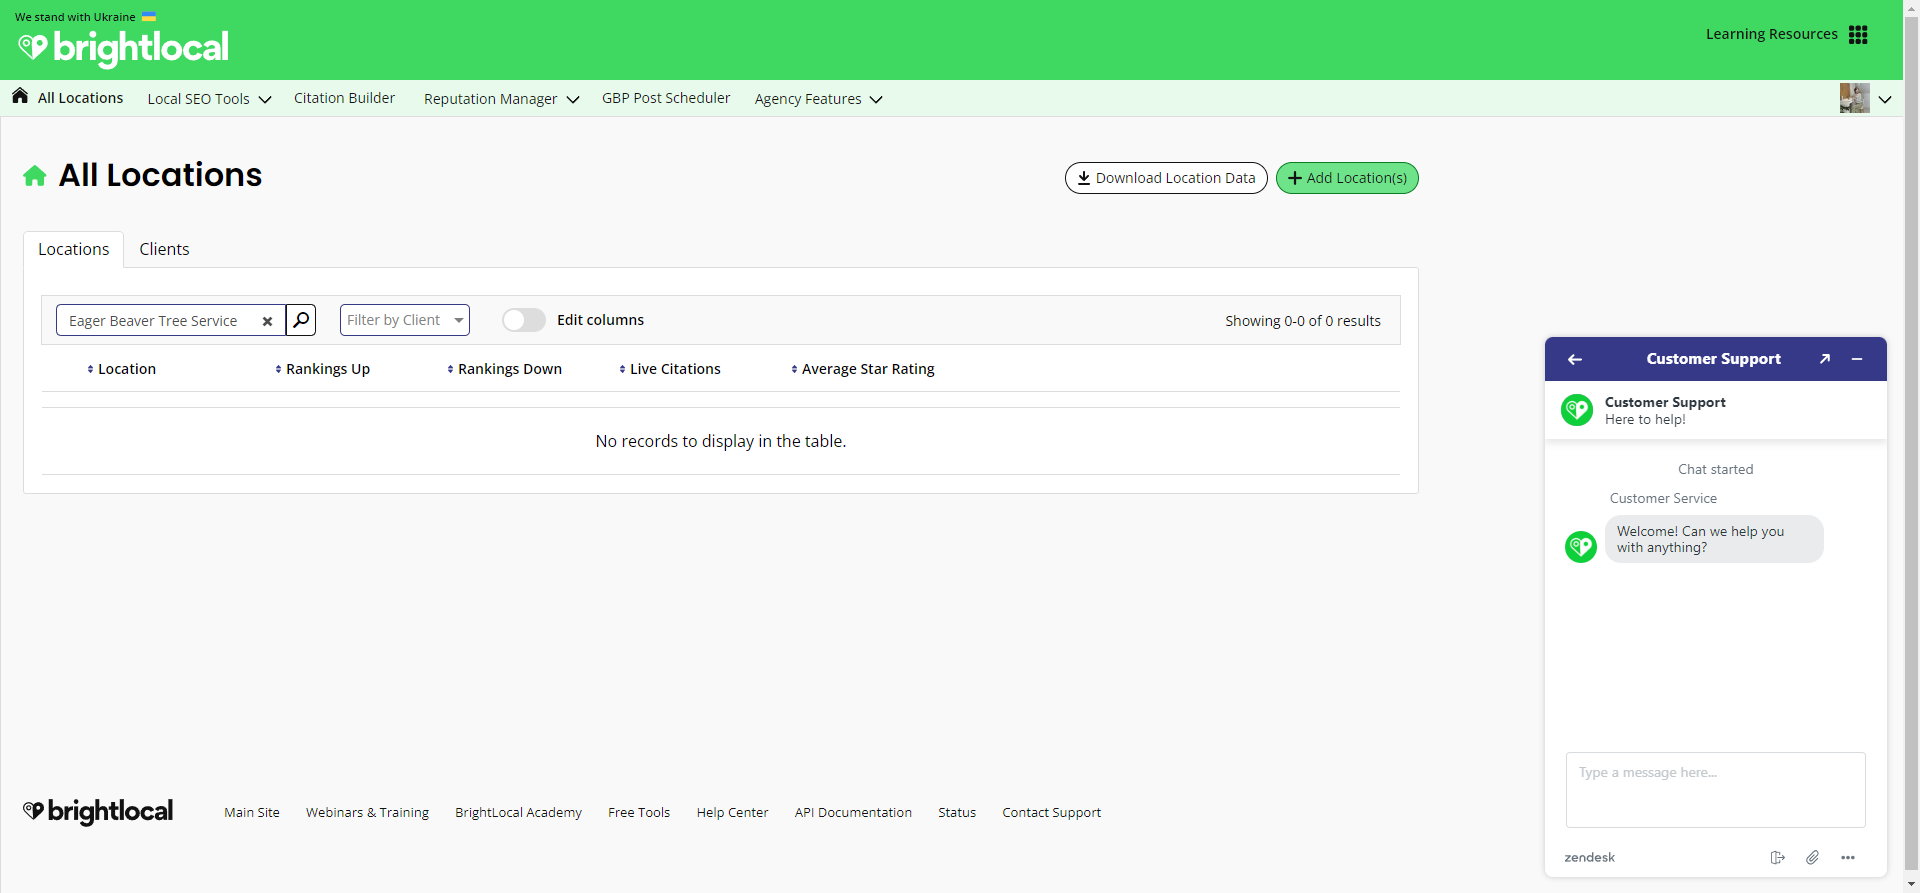 We stand with Ukraine
brightlocal
Learning Resources
All Locations
Local SEO Tools
Citation Builder
Reputation Manager
GBP Post Scheduler
Agency Features
All Locations
Download Location Data
Add Location(s)
Locations
Clients
Eager Beaver Tree Service
Filter by Client
Edit columns
Showing 0-0 of 0 results
Location
Rankings Up
Rankings Down
Live Citations
Average Star Rating
No records to display in the table.
Customer Support
Customer Support
Here to help!
Chat started
Customer Service
Welcome! Can we help you
with anything?
Type a message here...
zendesk
brightlocal
Main Site
Webinars & Training
BrightLocal Academy
Free Tools
Help Center
API Documentation
Status
Contact Support